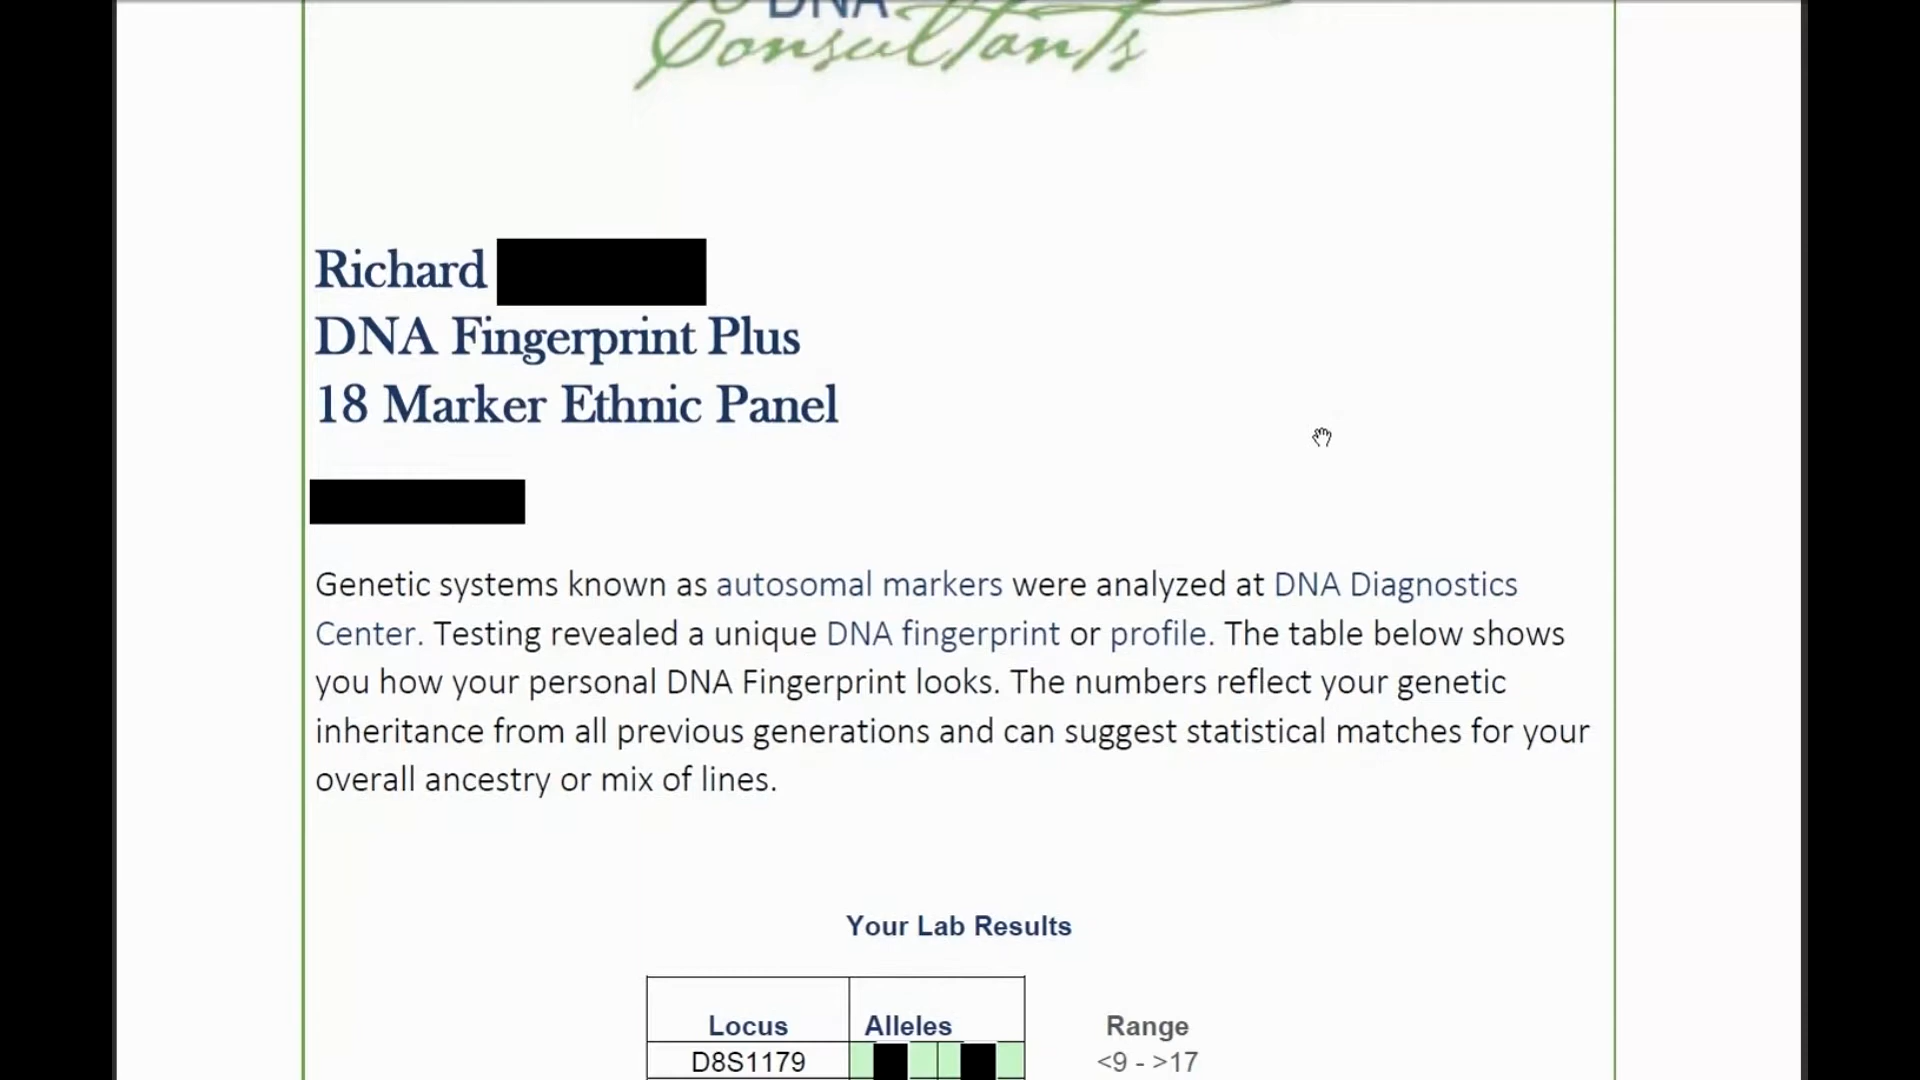 DNA
Consultants
Richard
DNA Fingerprint Plus
18 Marker Ethnic Panel
Genetic systems known as autosomal markers were analyzed at DNA Diagnostics
Center. Testing revealed a unique DNA fingerprint or profile. The table below shows
you how your personal DNA Fingerprint looks. The numbers reflect your genetic
inheritance from all previous generations and can suggest statistical matches for your
overall ancestry or mix of lines.
Your Lab Results
Locus Alleles Range
D8S1179 <9 - >17